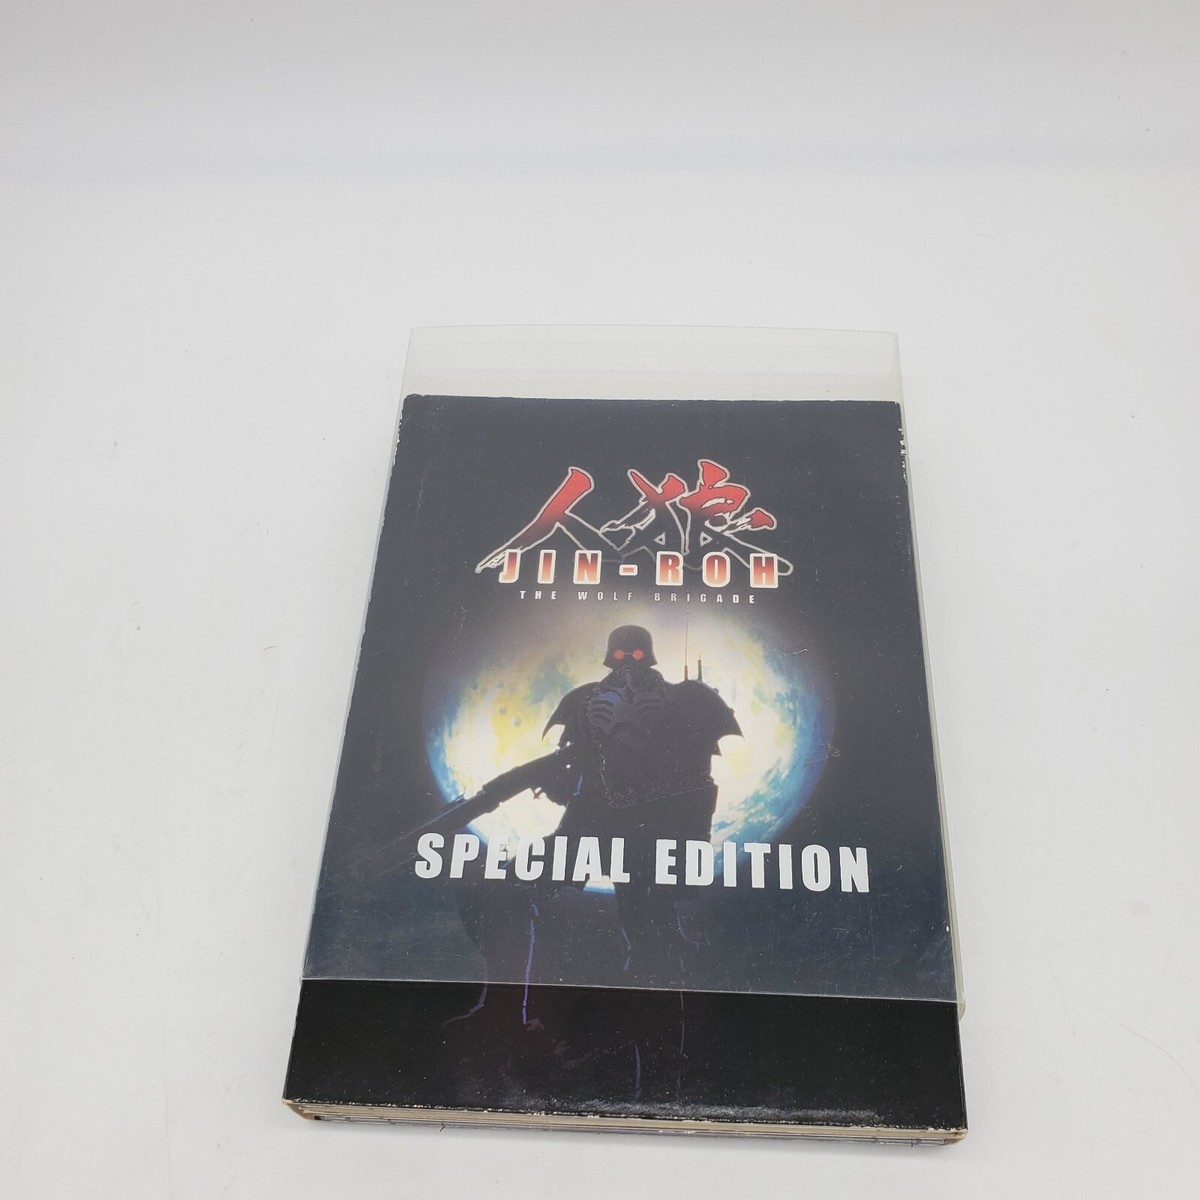 人狼
JIN-ROH
THE WOLF BRIGADE
SPECIAL EDITION